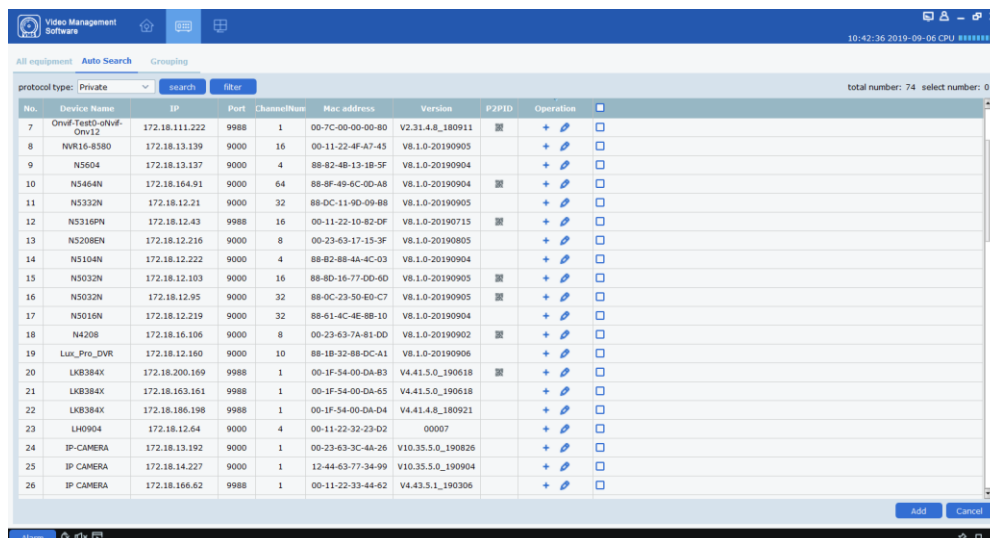 Video Management
Software
10:42:36 2019-09-06 CPU
All equipment Auto Search Grouping
protocol type: Private search filter total number: 74 select number: 0
No. Device Name IP Port ChannelNum Mac address Version P2PID Operation
7 Onvif-Test0-oNvif-Onv12 172.18.111.222 9988 1 00-7C-00-00-00-80 V2.31.4.8_180911
8 NVR16-8580 172.18.13.139 9000 16 00-11-22-4F-A7-45 V8.1.0-20190905
9 N5604 172.18.13.137 9000 4 88-82-4B-13-1B-5F V8.1.0-20190904
10 N5464N 172.18.164.91 9000 64 88-8F-49-6C-0D-A8 V8.1.0-20190904
11 N5332N 172.18.12.21 9000 32 88-DC-11-9D-09-B8 V8.1.0-20190905
12 N5316PN 172.18.12.43 9988 16 00-11-22-10-82-DF V8.1.0-20190715
13 N5208EN 172.18.12.216 9000 8 00-23-63-17-15-3F V8.1.0-20190805
14 N5104N 172.18.12.222 9000 4 88-B2-88-4A-4C-03 V8.1.0-20190904
15 N5032N 172.18.12.103 9000 16 88-8D-16-77-DD-6D V8.1.0-20190905
16 N5032N 172.18.12.95 9000 32 88-0C-23-50-E0-C7 V8.1.0-20190905
17 N5016N 172.18.12.219 9000 32 88-61-4C-4E-8B-10 V8.1.0-20190904
18 N4208 172.18.16.106 9000 8 00-23-63-7A-81-DD V8.1.0-20190902
19 Lux_Pro_DVR 172.18.12.160 9000 10 88-1B-32-88-DC-A1 V8.1.0-20190906
20 LKB384X 172.18.200.169 9988 1 00-1F-54-00-DA-B3 V4.41.5.0_190618
21 LKB384X 172.18.163.161 9988 1 00-1F-54-00-DA-65 V4.41.5.0_190618
22 LKB384X 172.18.186.198 9988 1 00-1F-54-00-DA-D4 V4.41.4.8_180921
23 LH0904 172.18.12.64 9000 4 00-11-22-32-23-D2 00007
24 IP-CAMERA 172.18.13.192 9000 1 00-23-63-3C-4A-26 V10.35.5.0_190826
25 IP CAMERA 172.18.14.227 9000 1 12-44-63-77-34-99 V10.35.5.0_190904
26 IP CAMERA 172.18.166.62 9988 1 00-11-22-33-44-62 V4.43.5.1_190306
Add Cancel
Alarm